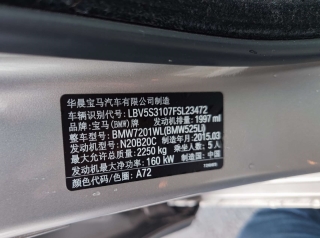 华晨宝马汽车有限公司制造
车辆识别代号: LBV5S3107FSL23472
品牌: 宝马(BMW)牌 发动机排量: 1997 ml
车辆型号: BMW7201WL(BMW525LI)
发动机型号: N20B20C 制造年月: 2015.03
最大允许总质量: 2250 kg 乘坐人数: 5 人
发动机最大净功率: 160 kW 制造国: 中国
颜色代码/色圈: A72